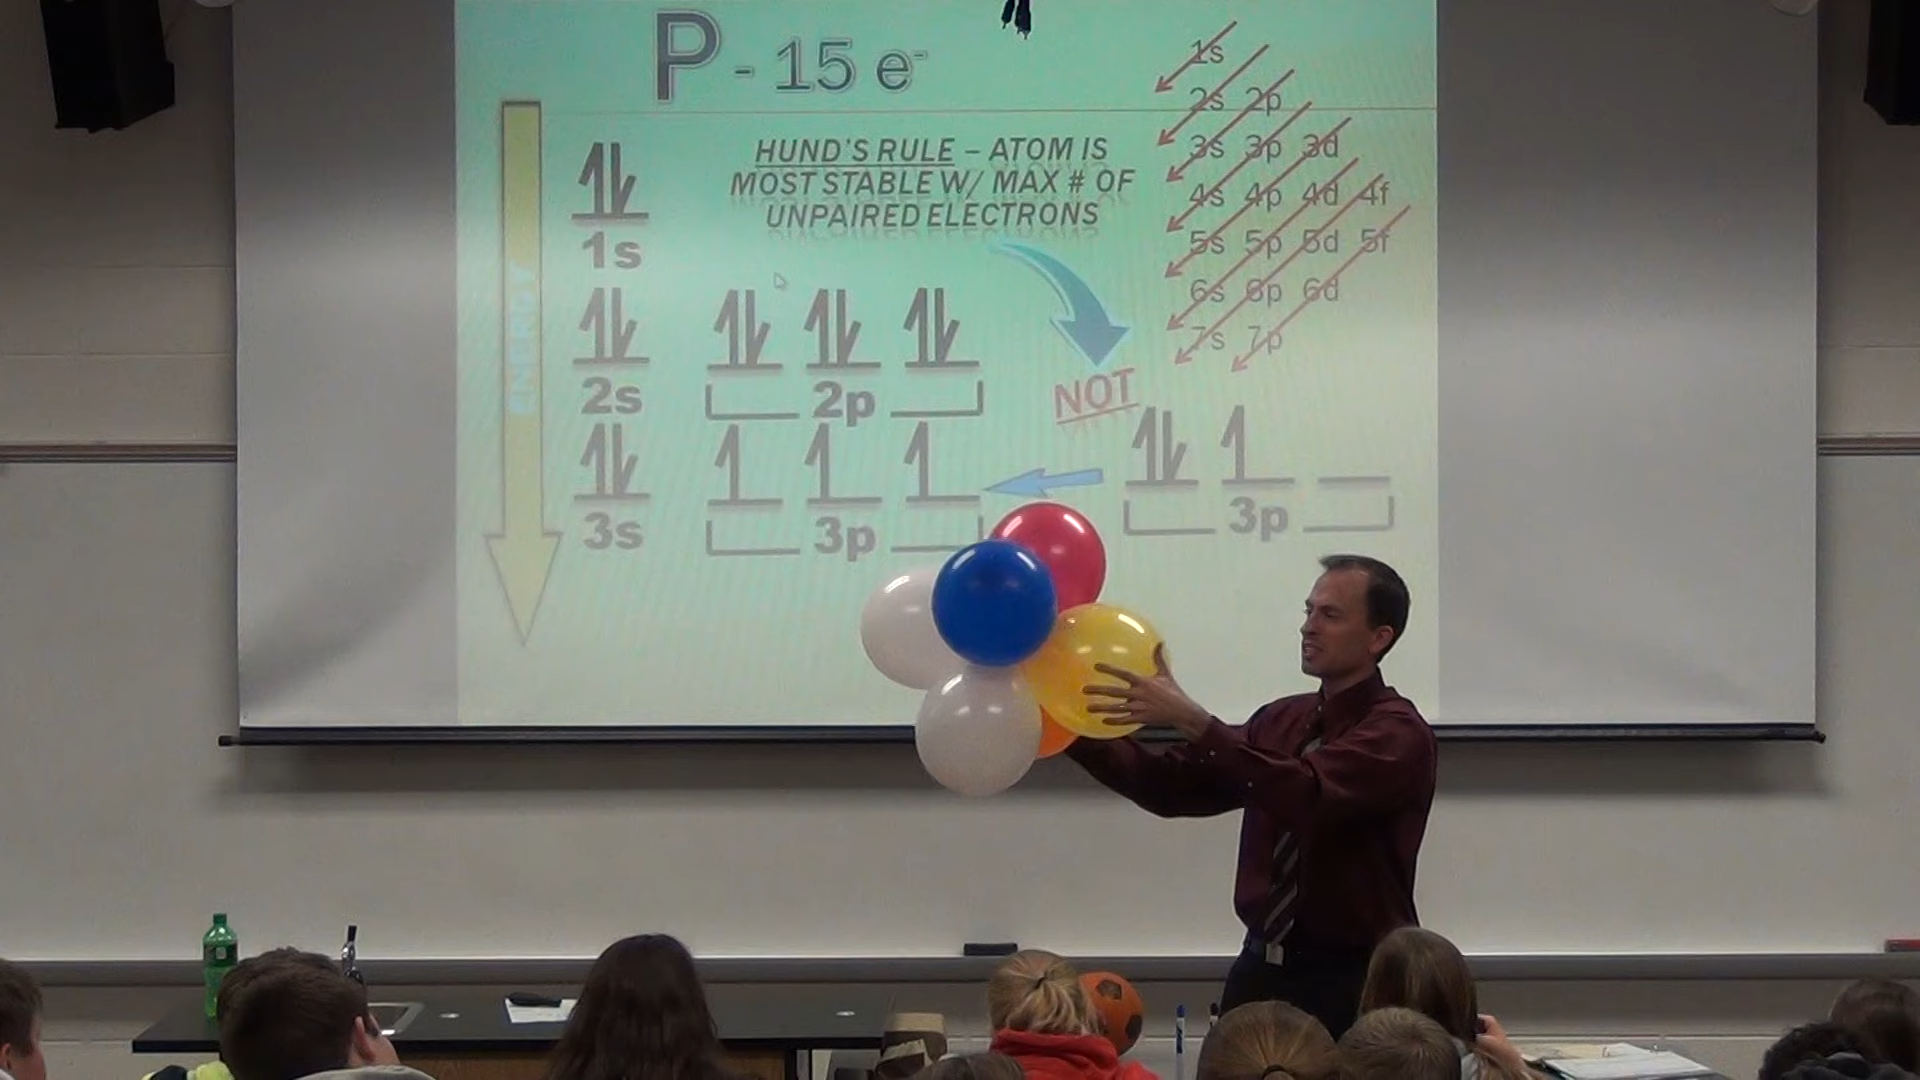 P - 15 e-
HUND'S RULE – ATOM IS
MOST STABLE W/ MAX # OF
UNPAIRED ELECTRONS
ENERGY
1s
2s
2p
3s
3p
NOT
3p
1s
2s 2p
3s 3p 3d
4s 4p 4d 4f
5s 5p 5d 5f
6s 6p 6d
7s 7p